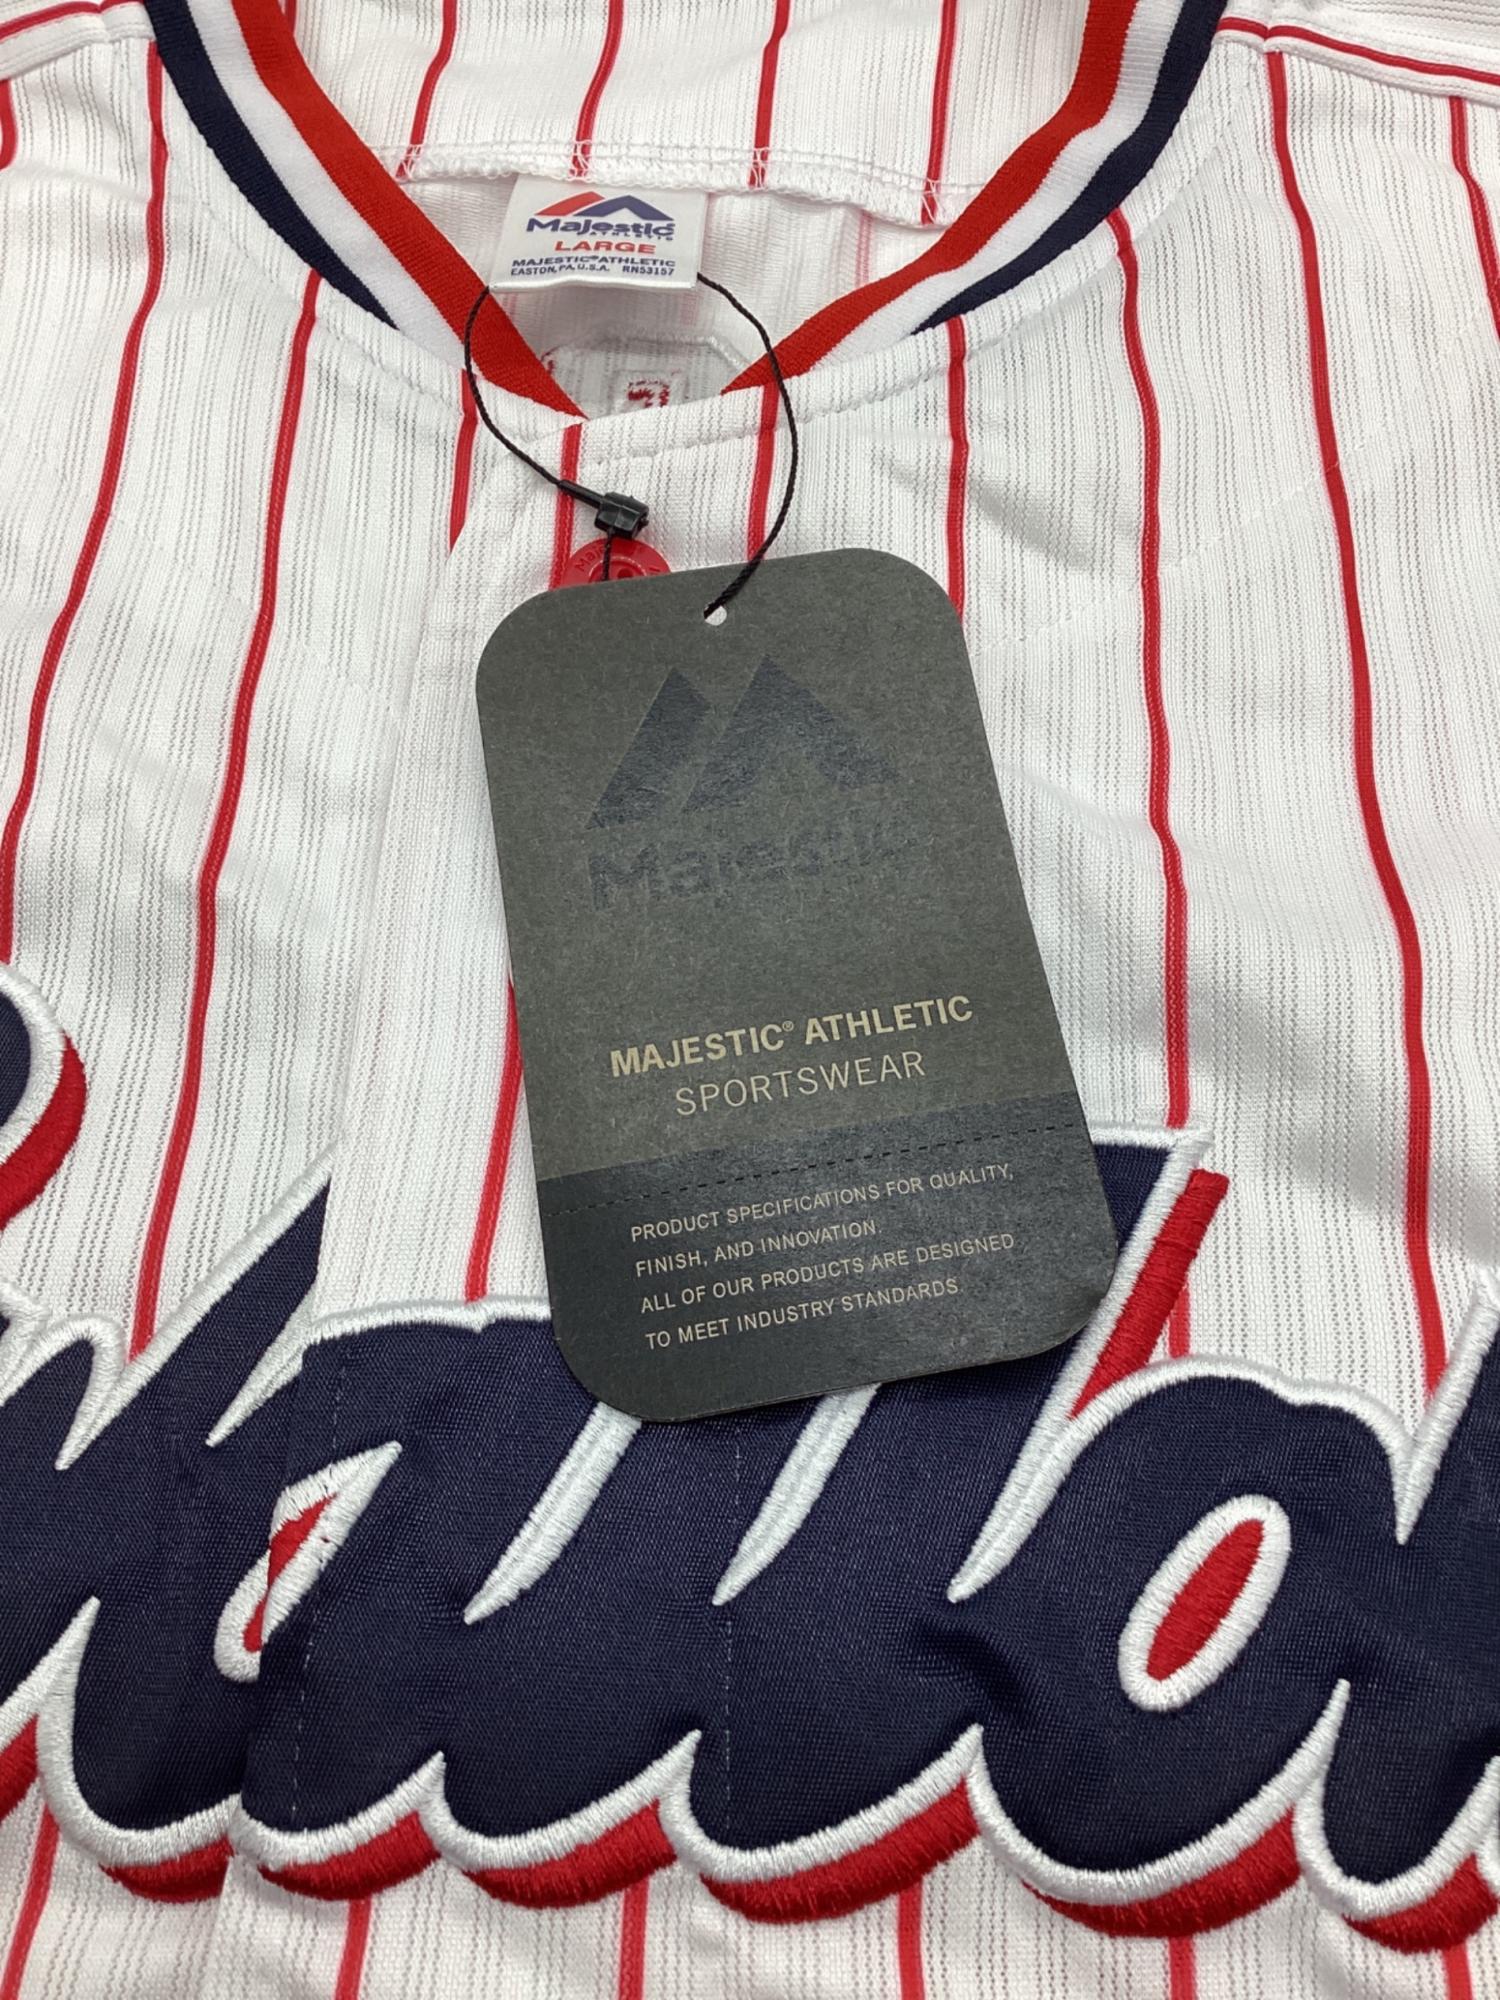 Majestic
ATHLETIC
LARGE
MAJESTIC® ATHLETIC
EASTON, PA, U.S.A. RN53157
Majestic
MAJESTIC® ATHLETIC
SPORTSWEAR
PRODUCT SPECIFICATIONS FOR QUALITY,
FINISH, AND INNOVATION.
ALL OF OUR PRODUCTS ARE DESIGNED
TO MEET INDUSTRY STANDARDS